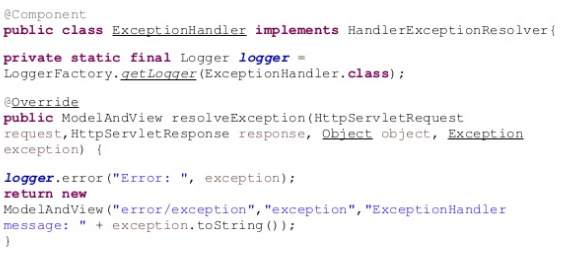 @Component
public class ExceptionHandler implements HandlerExceptionResolver{
private static final Logger logger =
LoggerFactory.getLogger(ExceptionHandler.class);
@Override
public ModelAndView resolveException(HttpServletRequest
request,HttpServletResponse response, Object object, Exception
exception) {
logger.error("Error: ", exception);
return new
ModelAndView("error/exception","exception","ExceptionHandler
message: " + exception.toString());
}